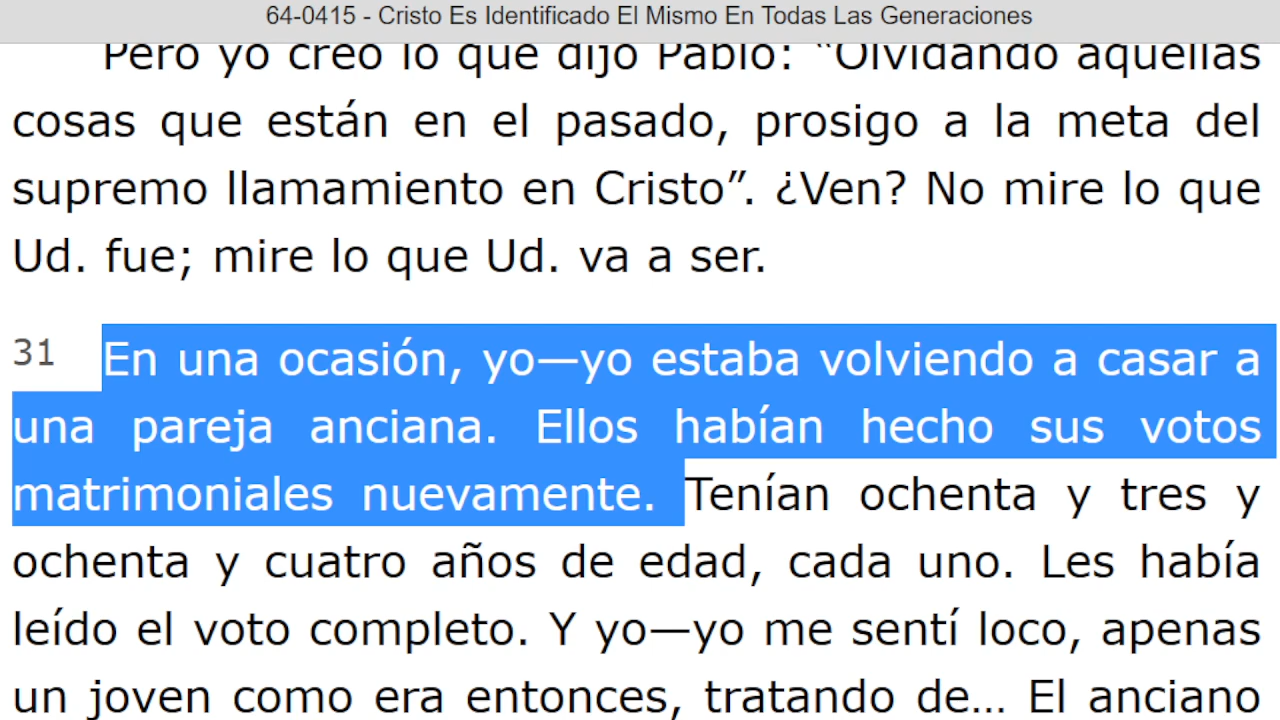 64-0415 - Cristo Es Identificado El Mismo En Todas Las Generaciones
Pero yo creo lo que dijo Pablo: “Olvidando aquellas
cosas que están en el pasado, prosigo a la meta del
supremo llamamiento en Cristo”. ¿Ven? No mire lo que
Ud. fue; mire lo que Ud. va a ser.
31 En una ocasión, yo—yo estaba volviendo a casar a
una pareja anciana. Ellos habían hecho sus votos
matrimoniales nuevamente. Tenían ochenta y tres y
ochenta y cuatro años de edad, cada uno. Les había
leído el voto completo. Y yo—yo me sentí loco, apenas
un joven como era entonces, tratando de... El anciano